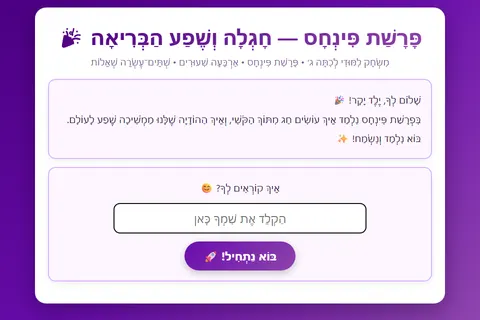 פָּרָשַׁת פִּינְחָס — חָגְלָה וְשֶׁפַע הַבְּרִיאָה 🎉
מִשְׂחַק לִמּוּדִי לְכִתָּה ג׳ • פָּרָשַׁת פִּינְחָס • אַרְבָּעָה שִׁעוּרִים • שְׁתֵּים־עֶשְׂרֵה שְׁאֵלוֹת
שָׁלוֹם לְךָ, יֶלֶד יָקָר! 🎉
בְּפָרָשַׁת פִּינְחָס נִלְמַד אֵיךְ עוֹשִׂים חַג מִתּוֹךְ הַקֹּשִׁי, וְאֵיךְ הַהוֹדָיָה שֶׁלָּנוּ מַמְשִׁיכָה שֶׁפַע לָעוֹלָם.
בּוֹא נִלְמַד וְנִשְׂמַח! ✨
אֵיךְ קוֹרְאִים לְךָ? 😊
הַקְלֵד אֶת שִׁמְךָ כָּאן
בּוֹא נַתְחִיל! 🚀